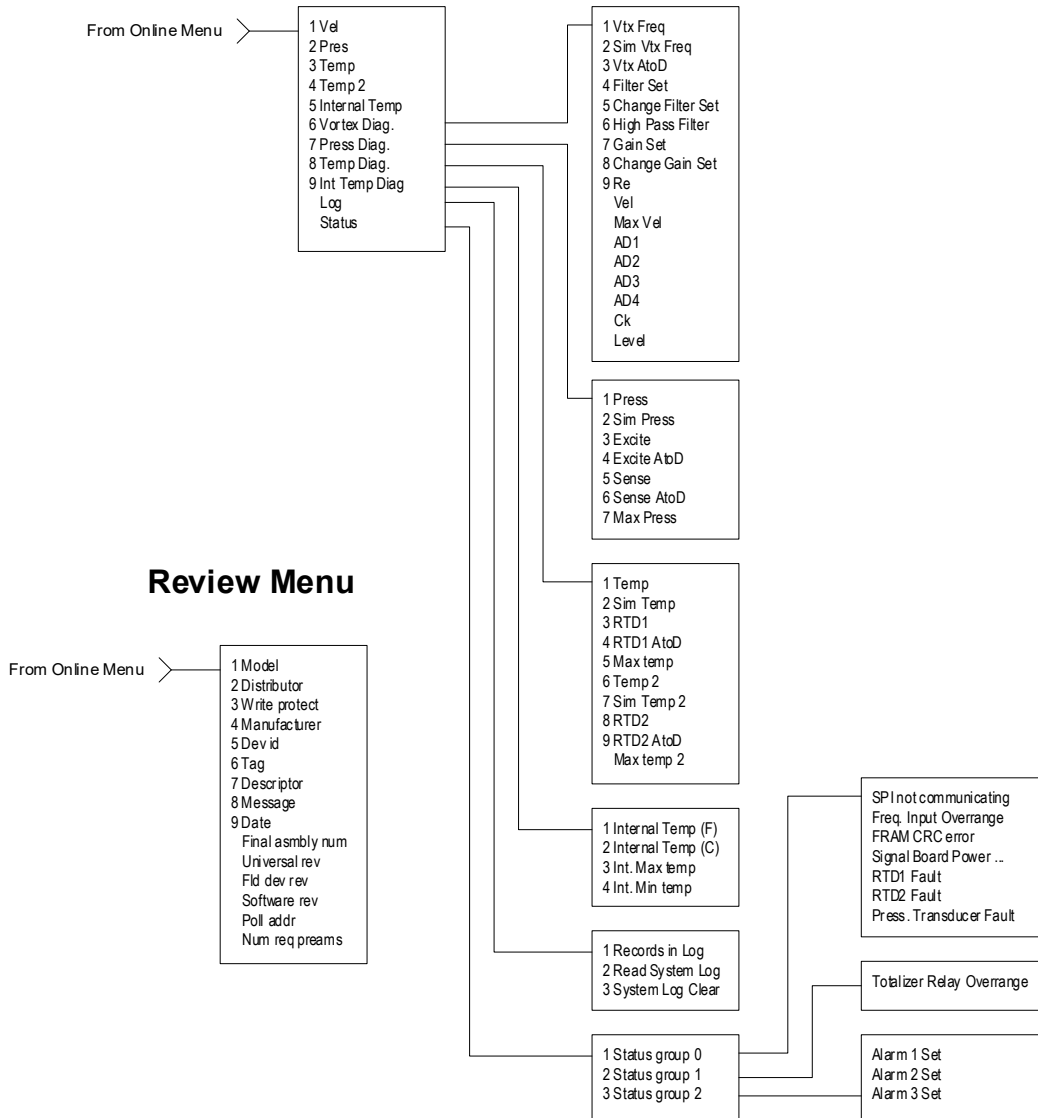 From Online Menu
1 Vel
2 Pres
3 Temp
4 Temp 2
5 Internal Temp
6 Vortex Diag.
7 Press Diag.
8 Temp Diag.
9 Int Temp Diag
Log
Status
1 Vtx Freq
2 Sim Vtx Freq
3 Vtx AtoD
4 Filter Set
5 Change Filter Set
6 High Pass Filter
7 Gain Set
8 Change Gain Set
9 Re
Vel
Max Vel
AD1
AD2
AD3
AD4
Ck
Level
1 Press
2 Sim Press
3 Excite
4 Excite AtoD
5 Sense
6 Sense AtoD
7 Max Press
1 Temp
2 Sim Temp
3 RTD1
4 RTD1 AtoD
5 Max temp
6 Temp 2
7 Sim Temp 2
8 RTD2
9 RTD2 AtoD
Max temp 2
1 Internal Temp (F)
2 Internal Temp (C)
3 Int. Max temp
4 Int. Min temp
1 Records in Log
2 Read System Log
3 System Log Clear
1 Status group 0
2 Status group 1
3 Status group 2
SPI not communicating
Freq. Input Overrange
FRAM CRC error
Signal Board Power ...
RTD1 Fault
RTD2 Fault
Press. Transducer Fault
Totalizer Relay Overrange
Alarm 1 Set
Alarm 2 Set
Alarm 3 Set
Review Menu
From Online Menu
1 Model
2 Distributor
3 Write protect
4 Manufacturer
5 Dev id
6 Tag
7 Descriptor
8 Message
9 Date
Final asmbly num
Universal rev
Fld dev rev
Software rev
Poll addr
Num req preams